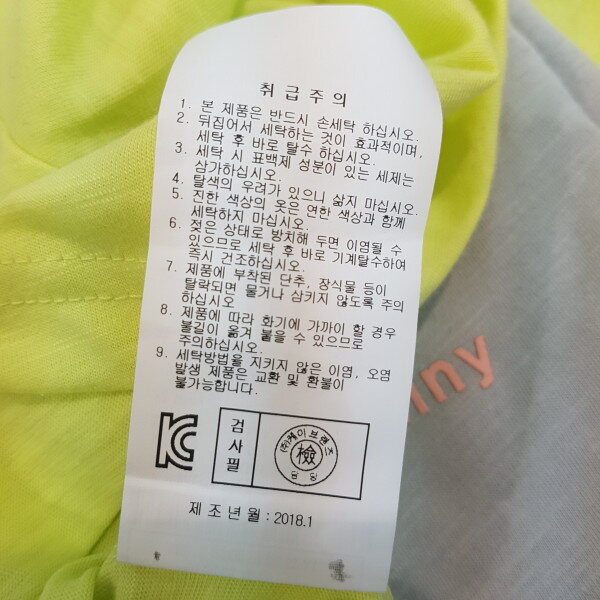 취급주의
1. 본 제품은 반드시 손세탁 하십시오.
2. 뒤집어서 세탁하는 것이 효과적이며,
세탁 후 바로 탈수 하십시오.
3. 세탁 시 표백제 성분이 있는 세제는
삼가하십시오.
4. 탈색의 우려가 있으니 삶지 마십시오.
5. 진한 색상의 옷은 연한 색상과 함께
세탁하지 마십시오.
6. 젖은 상태로 방치해 두면 이염될 수
있으므로 세탁 후 바로 기계탈수하여
즉시 건조하십시오.
7. 제품에 부착된 단추, 장식물 등이
탈락되면 물거나 삼키지 않도록 주의
하십시오
8. 제품에 따라 화기에 가까이 할 경우
불길이 옮겨 붙을 수 있으므로
주의하십시오.
9. 세탁방법을 지키지 않은 이염, 오염
발생 제품은 교환 및 환불이
불가능합니다.
KC
검사필
(주)케이브랜즈
檢
제조년월 : 2018.1
iny